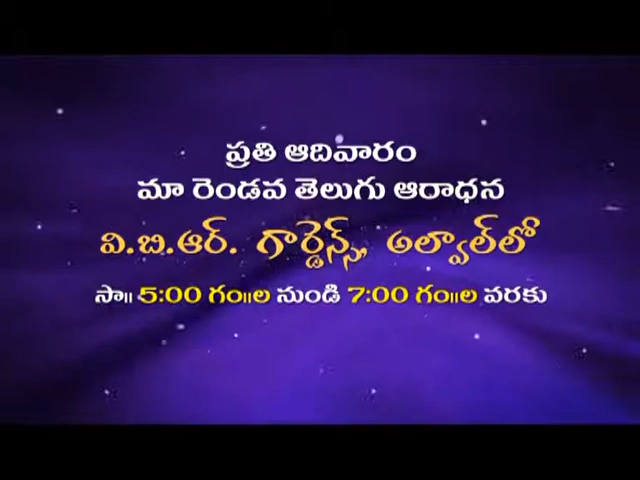 ప్రతి ఆదివారం
మా రెండవ తెలుగు ఆరాధన
వి.బి.ఆర్. గార్డెన్స్, అల్వాల్‌లో
సా॥ 5:00 గం॥ల నుండి 7:00 గం॥ల వరకు